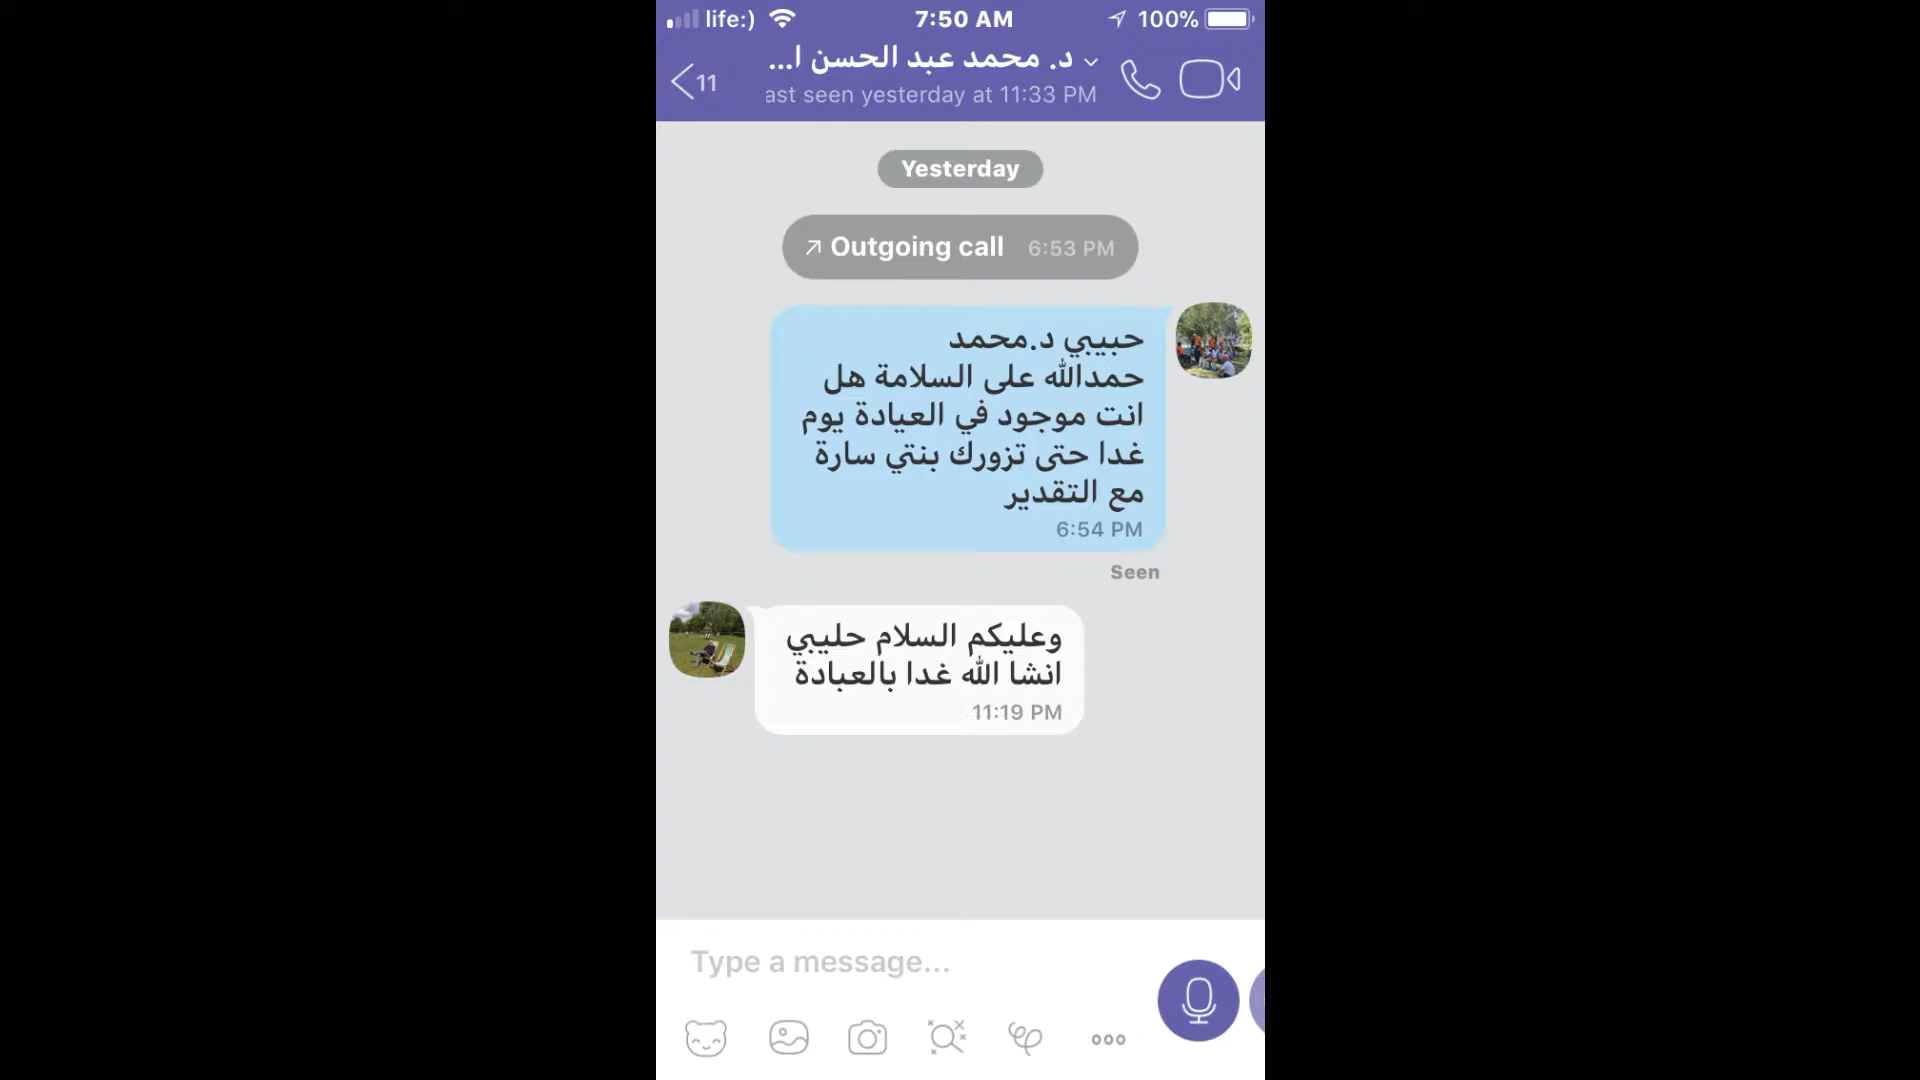 life:) 7:50 AM 100%
11 د. محمد عبد الحسن ا...
ast seen yesterday at 11:33 PM
Yesterday
Outgoing call 6:53 PM
حبيبي د.محمد
حمدالله على السلامة هل
انت موجود في العيادة يوم
غدا حتى تزورك بنتي سارة
مع التقدير
6:54 PM
Seen
وعليكم السلام حليبي
انشا الله غدا بالعبادة
11:19 PM
Type a message...